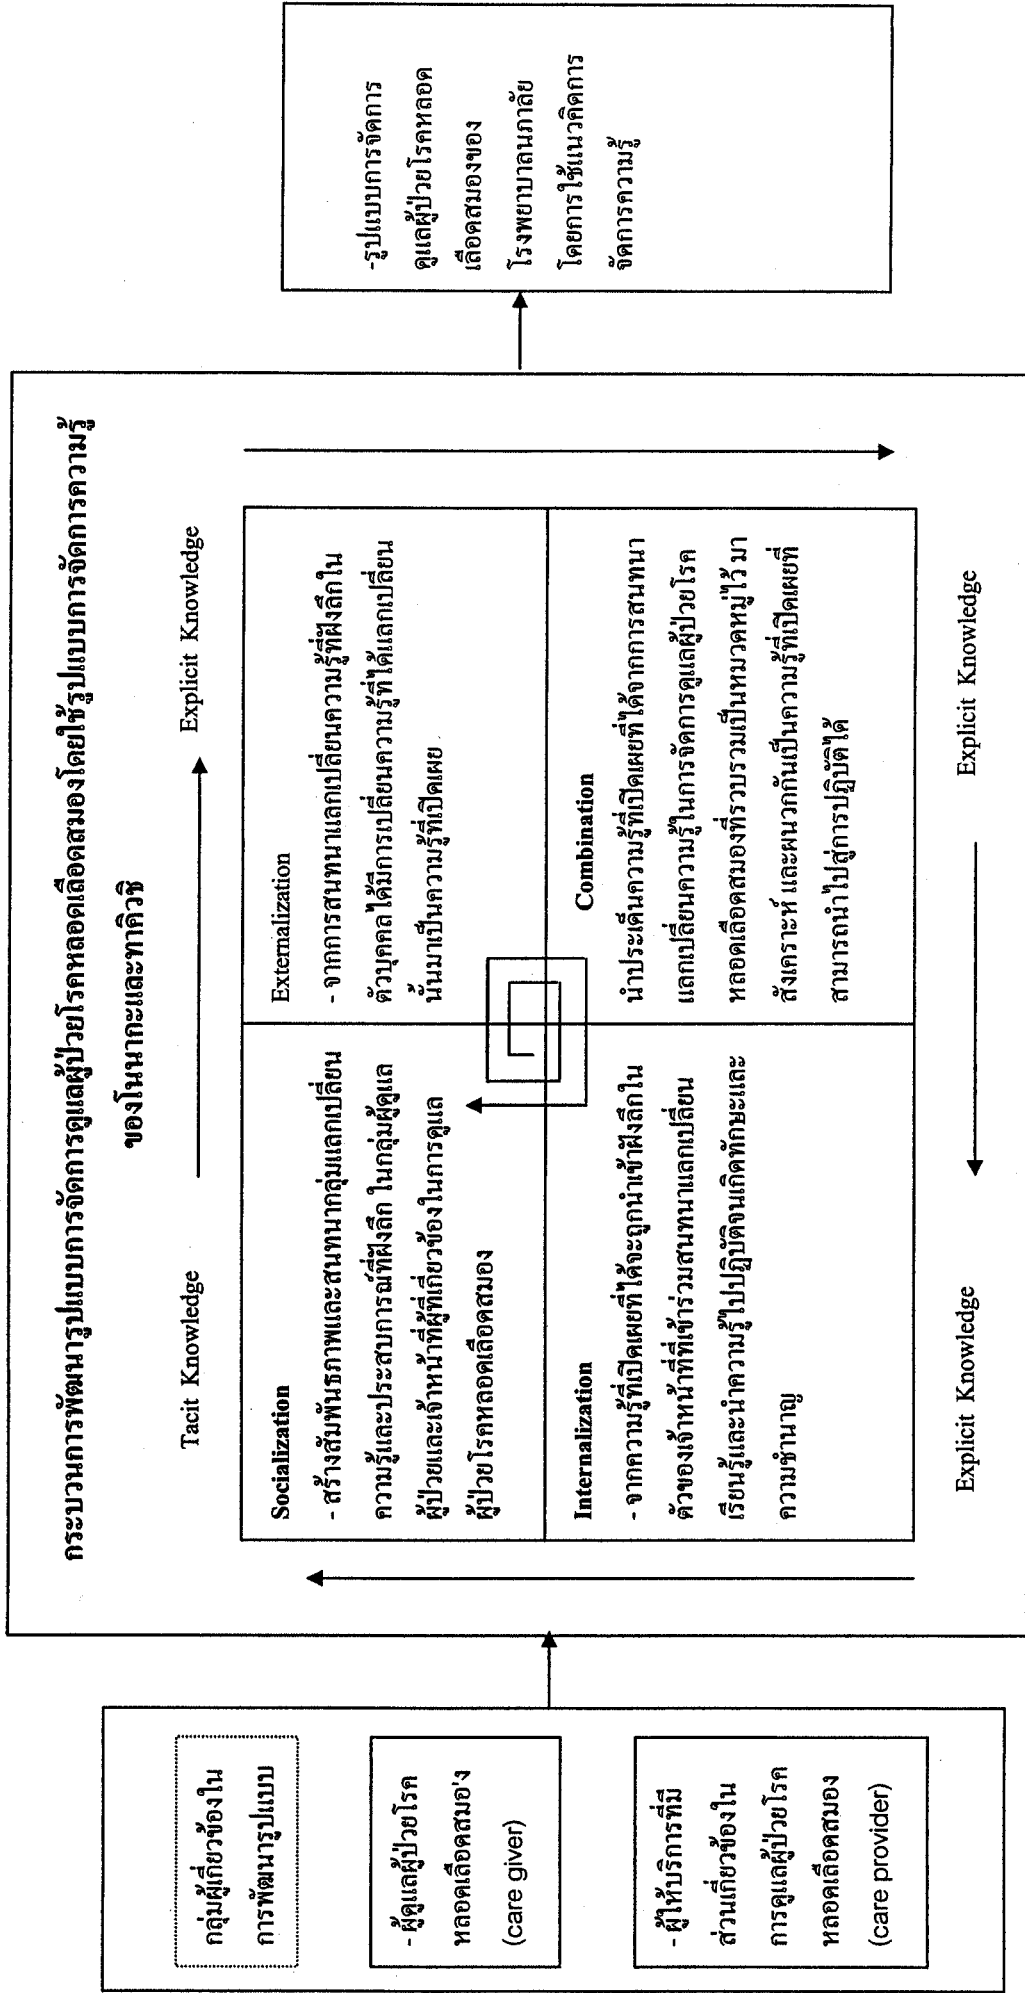 กระบวนการพัฒนารูปแบบการจัดการดูแลผู้ป่วยโรคหลอดเลือดสมองโดยใช้รูปแบบการจัดการความรู้
ของโนนากะและทาคิวชิ
กลุ่มผู้เกี่ยวข้องใน
การพัฒนารูปแบบ
- ผู้ดูแลผู้ป่วยโรค
หลอดเลือดสมอ่ง
(care giver)
- ผู้ให้บริการที่มี
ส่วนเกี่ยวข้องใน
การดูแลผู้ป่วยโรค
หลอดเลือดสมอง
(care provider)
Tacit Knowledge
Explicit Knowledge
Socialization
- สร้างสัมพันธภาพและสนทนากลุ่มแลกเปลี่ยน
ความรู้และประสบการณ์ที่ฝังลึก ในกลุ่มผู้ดูแล
ผู้ป่วยและเจ้าหน้าที่ผู้ที่เกี่ยวข้องในการดูแล
ผู้ป่วยโรคหลอดเลือดสมอง
Externalization
- จากการสนทนาแลกเปลี่ยนความรู้ที่ฝังลึกใน
ตัวบุคคลได้มีการเปลี่ยนความรู้ที่ได้แลกเปลี่ยน
นั้นมาเป็นความรู้ที่เปิดเผย
Internalization
- จากความรู้ที่เปิดเผยที่ได้จะถูกนำเข้าฝังลึกใน
ตัวของเจ้าหน้าที่ที่เข้าร่วมสนทนาแลกเปลี่ยน
เรียนรู้และนำความรู้ไปปฏิบัติจนเกิดทักษะและ
ความชำนาญ
Combination
นำประเด็นความรู้ที่เปิดเผยที่ได้จากการสนทนา
แลกเปลี่ยนความรู้ในการจัดการดูแลผู้ป่วยโรค
หลอดเลือดสมองที่รวบรวมเป็นหมวดหมู่ไว้ มา
สังเคราะห์ และผนวกกันเป็นความรู้ที่เปิดเผยที่
สามารถนำไปสู่การปฏิบัติได้
Explicit Knowledge
Explicit Knowledge
-รูปแบบการจัดการ
ดูแลผู้ป่วยโรคหลอด
เลือดสมองของ
โรงพยาบาลนภาลัย
โดยการใช้แนวคิดการ
จัดการความรู้